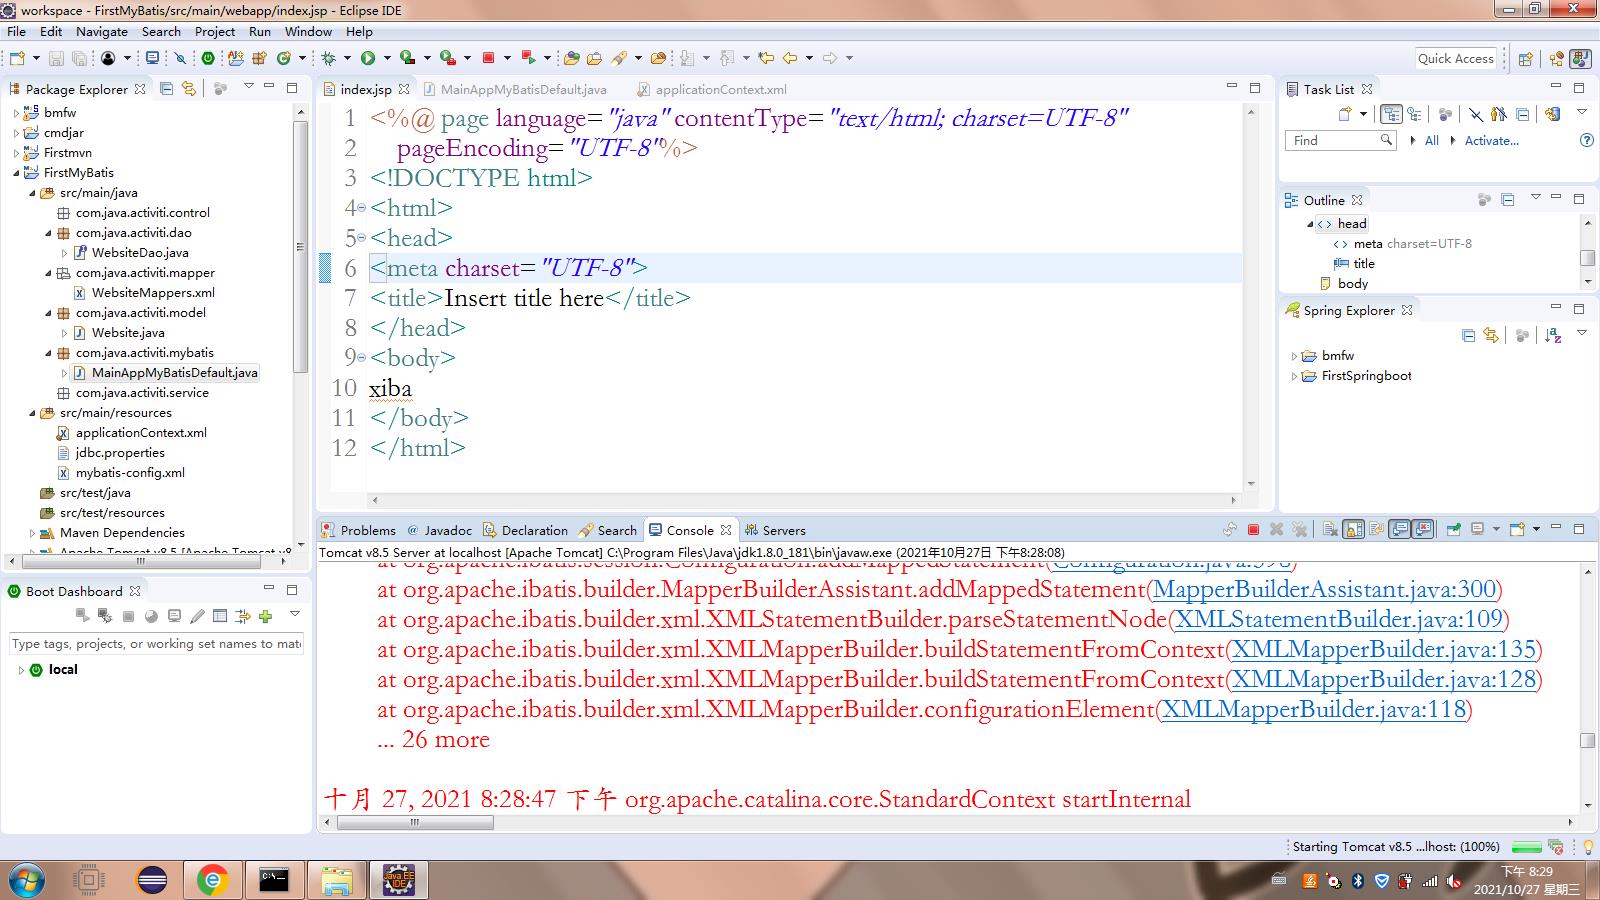 workspace - FirstMyBatis/src/main/webapp/index.jsp - Eclipse IDE
File Edit Navigate Search Project Run Window Help
Quick Access
Package Explorer
bmfw
cmdjar
Firstmvn
FirstMyBatis
src/main/java
com.java.activiti.control
com.java.activiti.dao
WebsiteDao.java
com.java.activiti.mapper
WebsiteMappers.xml
com.java.activiti.model
Website.java
com.java.activiti.mybatis
MainAppMyBatisDefault.java
com.java.activiti.service
src/main/resources
applicationContext.xml
jdbc.properties
mybatis-config.xml
src/test/java
src/test/resources
Maven Dependencies
Apache Tomcat v8.5 [Apache Tomcat v8
Boot Dashboard
Type tags, projects, or working set names to mat
local
index.jsp MainAppMyBatisDefault.java applicationContext.xml
1 <%@ page language="java" contentType="text/html; charset=UTF-8"
2 pageEncoding="UTF-8"%>
3 <!DOCTYPE html>
4 <html>
5 <head>
6 <meta charset="UTF-8">
7 <title>Insert title here</title>
8 </head>
9 <body>
10 xiba
11 </body>
12 </html>
Task List
Find All Activate...
Outline
head
meta charset=UTF-8
title
body
Spring Explorer
bmfw
FirstSpringboot
Problems Javadoc Declaration Search Console Servers
Tomcat v8.5 Server at localhost [Apache Tomcat] C:\Program Files\Java\jdk1.8.0_181\bin\javaw.exe (2021年10月27日 下午8:28:08)
at org.apache.ibatis.session.Configuration.addMappedStatement(Configuration.java:598)
at org.apache.ibatis.builder.MapperBuilderAssistant.addMappedStatement(MapperBuilderAssistant.java:300)
at org.apache.ibatis.builder.xml.XMLStatementBuilder.parseStatementNode(XMLStatementBuilder.java:109)
at org.apache.ibatis.builder.xml.XMLMapperBuilder.buildStatementFromContext(XMLMapperBuilder.java:135)
at org.apache.ibatis.builder.xml.XMLMapperBuilder.buildStatementFromContext(XMLMapperBuilder.java:128)
at org.apache.ibatis.builder.xml.XMLMapperBuilder.configurationElement(XMLMapperBuilder.java:118)
... 26 more
十月 27, 2021 8:28:47 下午 org.apache.catalina.core.StandardContext startInternal
Starting Tomcat v8.5 ...lhost: (100%)
Java EE
IDE
下午 8:29
2021/10/27 星期三